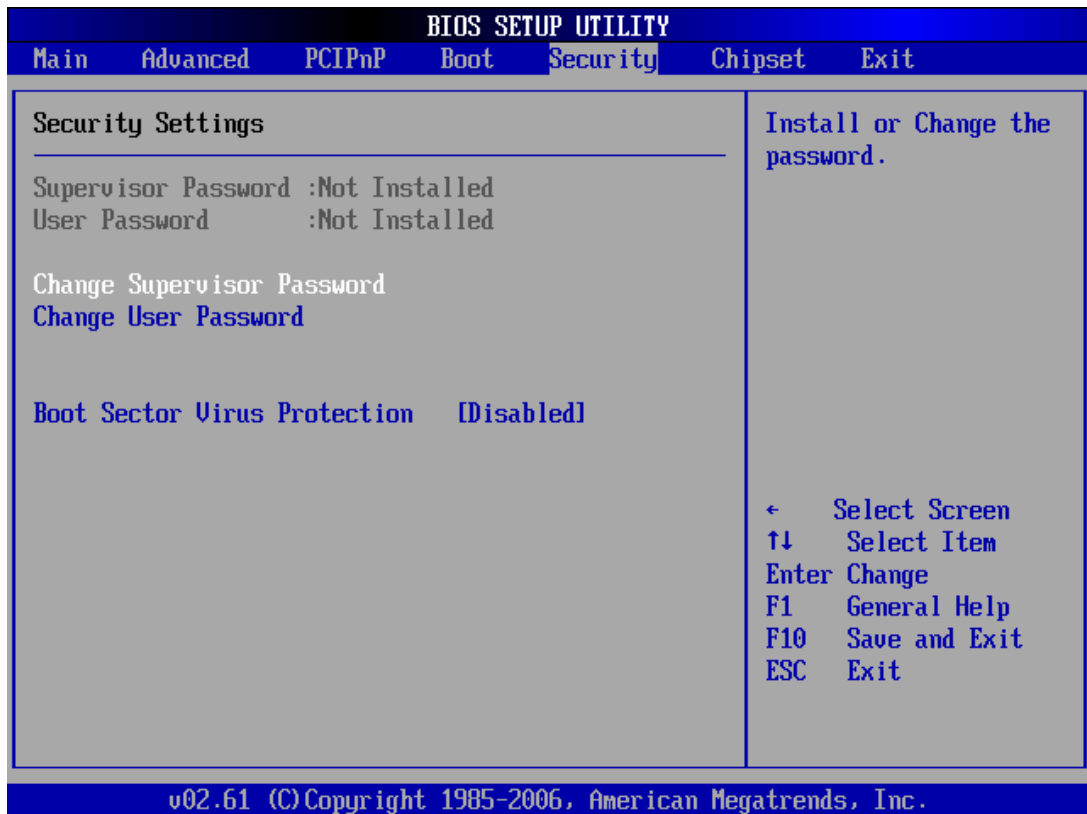 BIOS SETUP UTILITY
Main Advanced PCIPnP Boot Security Chipset Exit
Security Settings
Supervisor Password :Not Installed
User Password :Not Installed
Change Supervisor Password
Change User Password
Boot Sector Virus Protection [Disabled]
Install or Change the
password.
← Select Screen
↑↓ Select Item
Enter Change
F1 General Help
F10 Save and Exit
ESC Exit
v02.61 (C)Copyright 1985-2006, American Megatrends, Inc.